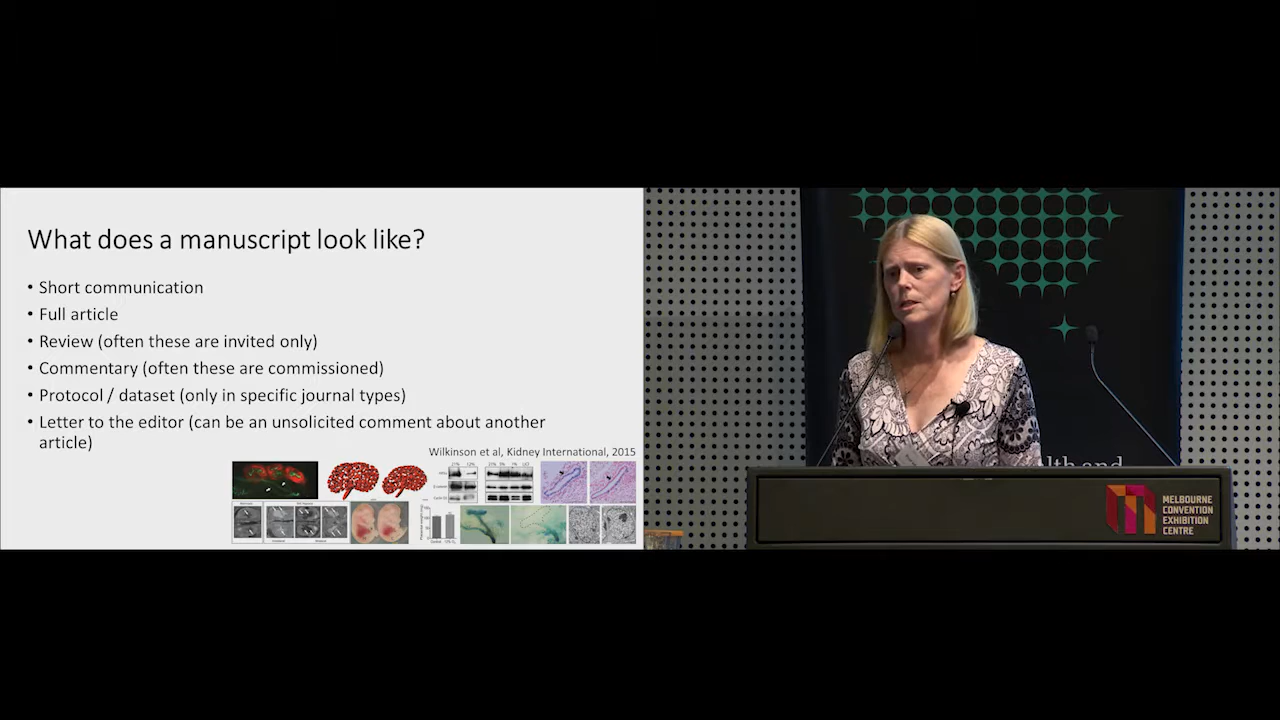 What does a manuscript look like?
• Short communication
• Full article
• Review (often these are invited only)
• Commentary (often these are commissioned)
• Protocol / dataset (only in specific journal types)
• Letter to the editor (can be an unsolicited comment about another
article)
Wilkinson et al, Kidney International, 2015
MELBOURNE
CONVENTION
EXHIBITION
CENTRE